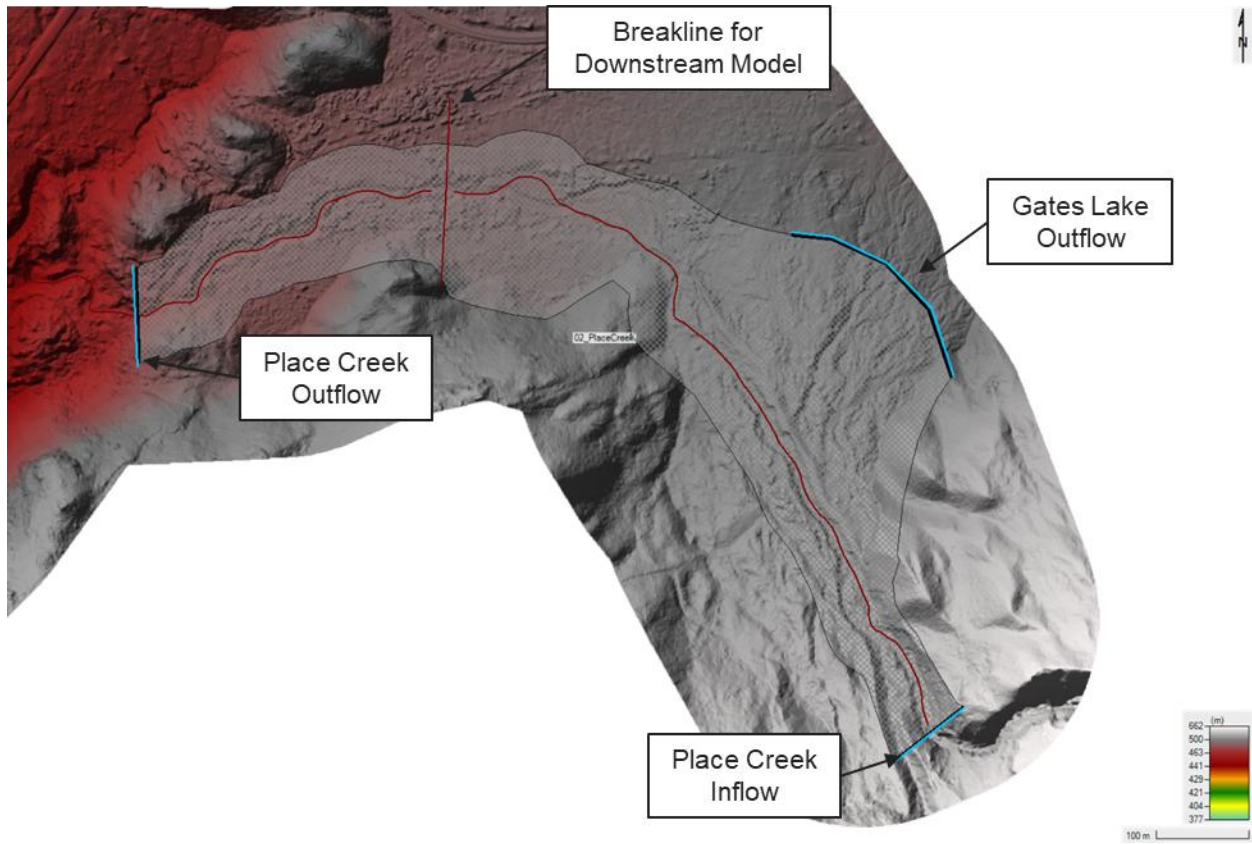 Breakline for
Downstream Model
N
Gates Lake
Outflow
02_PlaceCreek
Place Creek
Outflow
Place Creek
Inflow
(m)
662
500
463
441
429
421
404
377
100 m